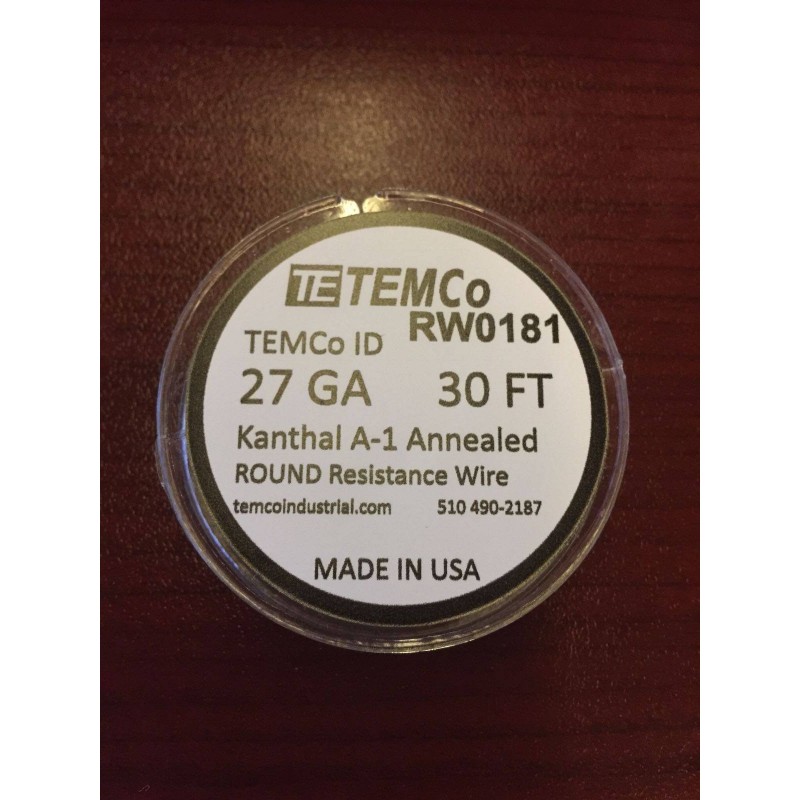 TE TEMCo
TEMCo ID RW0181
27 GA 30 FT
Kanthal A-1 Annealed
ROUND Resistance Wire
temcoindustrial.com 510 490-2187
MADE IN USA